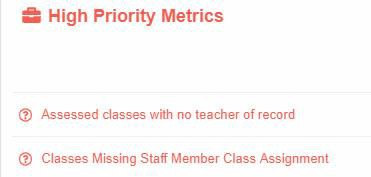 High Priority Metrics
Assessed classes with no teacher of record
Classes Missing Staff Member Class Assignment